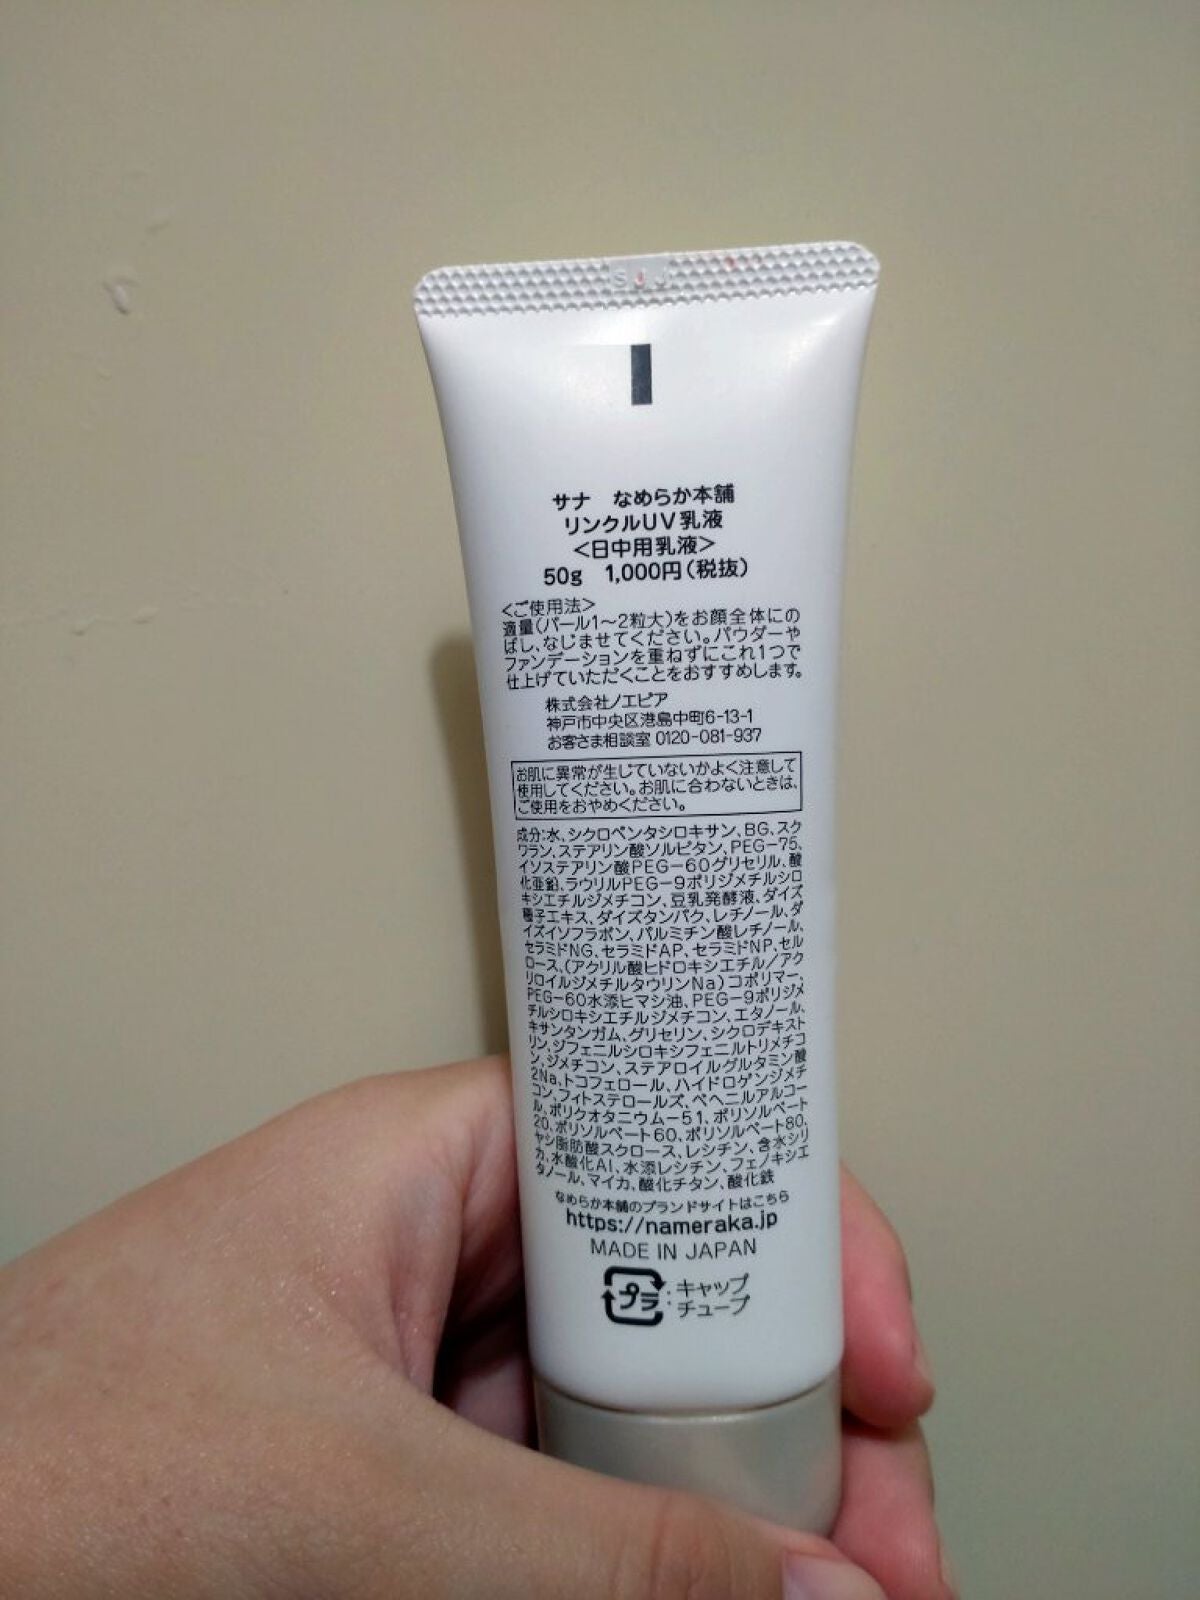 サナ なめらか本舗
リンクルUV乳液
<日中用乳液>
50g 1,000円(税抜)
<ご使用法>
適量(パール1〜2粒大)をお顔全体にの
ばし、なじませてください。パウダーや
ファンデーションを重ねずにこれ1つで
仕上げていただくことをおすすめします。
株式会社ノエビア
神戸市中央区港島中町6-13-1
お客さま相談室 0120-081-937
お肌に異常が生じていないかよく注意して
使用してください。お肌に合わないときは、
ご使用をおやめください。
成分:水、シクロペンタシロキサン、BG、スク
ワラン、ステアリン酸ソルビタン、PEG-75、
イソステアリン酸PEG-60グリセリル、酸
化亜鉛、ラウリルPEG-9ポリジメチルシロ
キシエチルジメチコン、豆乳発酵液、ダイズ
種子エキス、ダイズタンパク、レチノール、ダ
イズイソフラボン、パルミチン酸レチノール、
セラミドNG、セラミドAP、セラミドNP、セル
ロース、(アクリル酸ヒドロキシエチル/アク
リロイルジメチルタウリンNa)コポリマー、
PEG-60水添ヒマシ油、PEG-9ポリジメ
チルシロキシエチルジメチコン、エタノール、
キサンタンガム、グリセリン、シクロデキスト
リン、ジフェニルシロキシフェニルトリメチコ
ン、ジメチコン、ステアロイルグルタミン酸
2Na、トコフェロール、ハイドロゲンジメチ
コン、フィトステロールズ、ベヘニルアルコー
ル、ポリクオタニウム-51、ポリソルベート
20、ポリソルベート60、ポリソルベート80、
ヤシ脂肪酸スクロース、レシチン、含水シリ
カ、水酸化Al、水添レシチン、フェノキシエ
タノール、マイカ、酸化チタン、酸化鉄
なめらか本舗のブランドサイトはこちら
https://nameraka.jp
MADE IN JAPAN
プラ:キャップ
チューブ